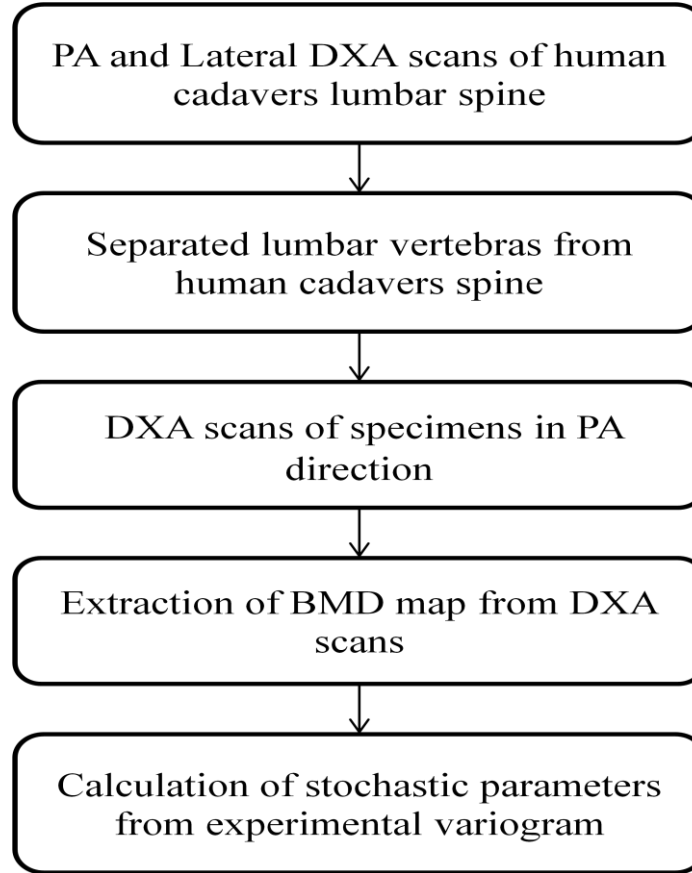 PA and Lateral DXA scans of human
cadavers lumbar spine
Separated lumbar vertebras from
human cadavers spine
DXA scans of specimens in PA
direction
Extraction of BMD map from DXA
scans
Calculation of stochastic parameters
from experimental variogram